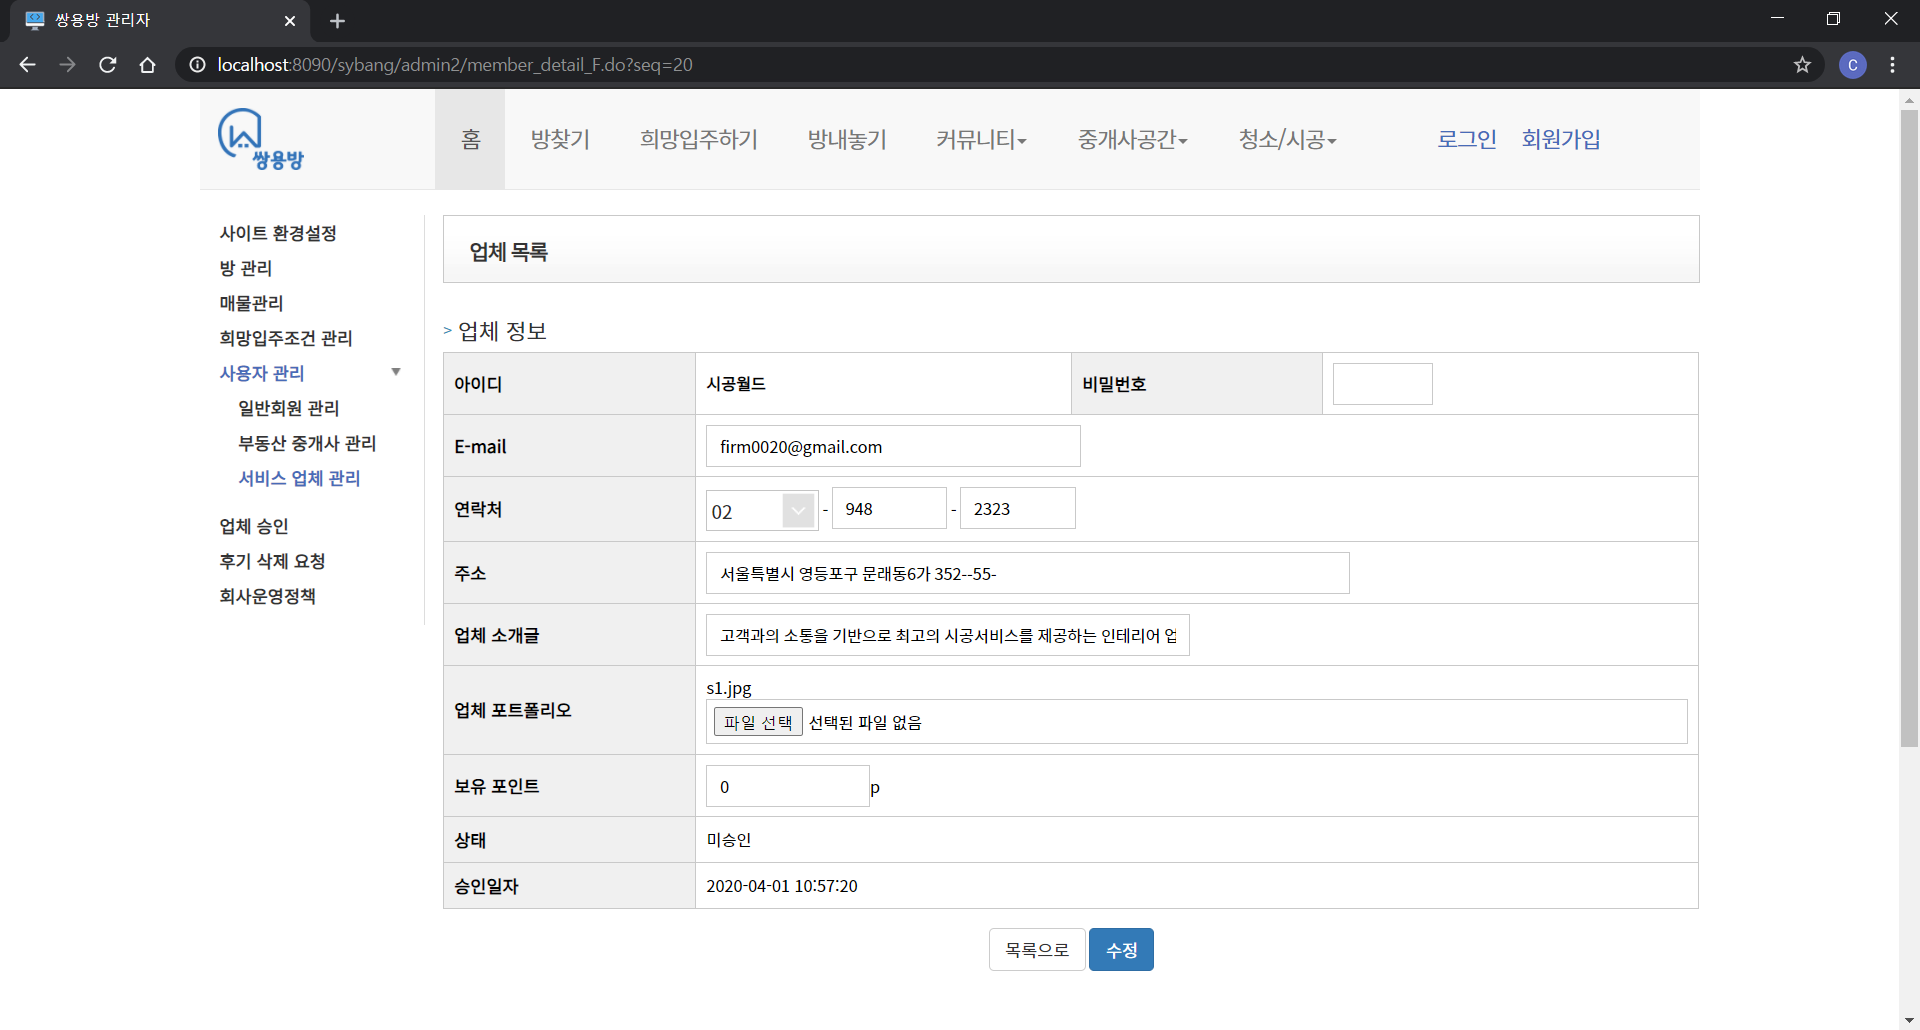 쌍용방 관리자
localhost:8090/sybang/admin2/member_detail_F.do?seq=20
C
쌍용방
홈 방찾기 희망입주하기 방내놓기 커뮤니티 중개사공간 청소/시공 로그인 회원가입
사이트 환경설정
방 관리
매물관리
희망입주조건 관리
사용자 관리
일반회원 관리
부동산 중개사 관리
서비스 업체 관리
업체 승인
후기 삭제 요청
회사운영정책
업체 목록
> 업체 정보
아이디 시공월드 비밀번호
E-mail firm0020@gmail.com
연락처 02 - 948 - 2323
주소 서울특별시 영등포구 문래동6가 352--55-
업체 소개글 고객과의 소통을 기반으로 최고의 시공서비스를 제공하는 인테리어 업
업체 포트폴리오 s1.jpg
파일 선택 선택된 파일 없음
보유 포인트 0 p
상태 미승인
승인일자 2020-04-01 10:57:20
목록으로 수정